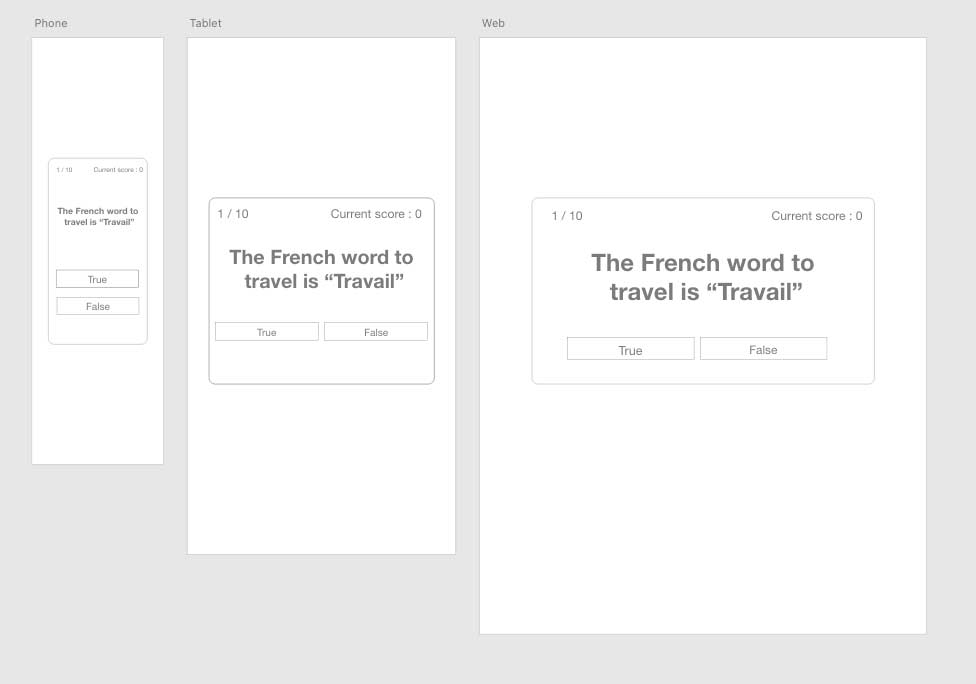 Phone
1 / 10
Current score : 0
The French word to
travel is “Travail”
True
False
Tablet
1 / 10
Current score : 0
The French word to
travel is “Travail”
True
False
Web
1 / 10
Current score : 0
The French word to
travel is “Travail”
True
False